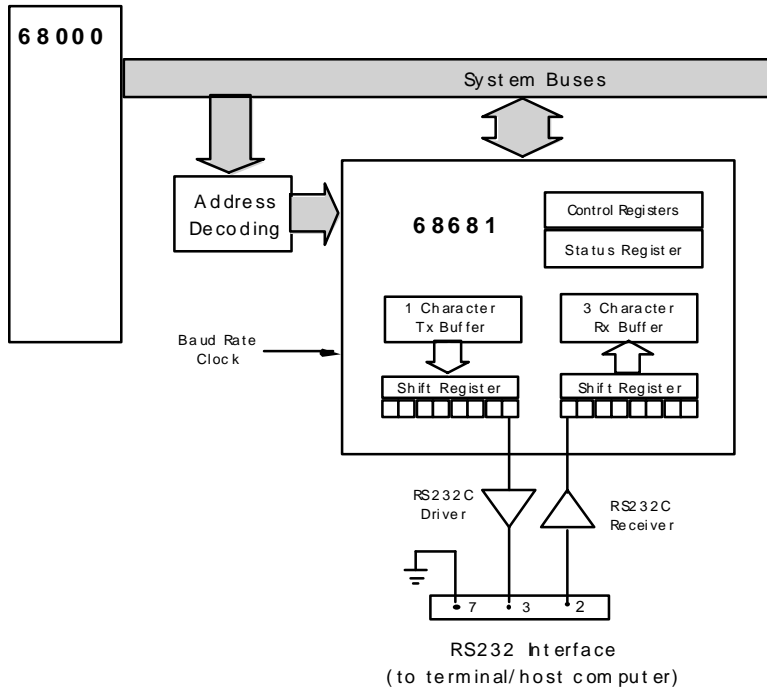 68000
System Buses
Address
Decoding
68681
Control Registers
Status Register
1 Character
Tx Buffer
3 Character
Rx Buffer
Baud Rate
Clock
Shift Register
Shift Register
RS232C
Driver
RS232C
Receiver
7 3 2
RS232 Interface
(to terminal/host computer)